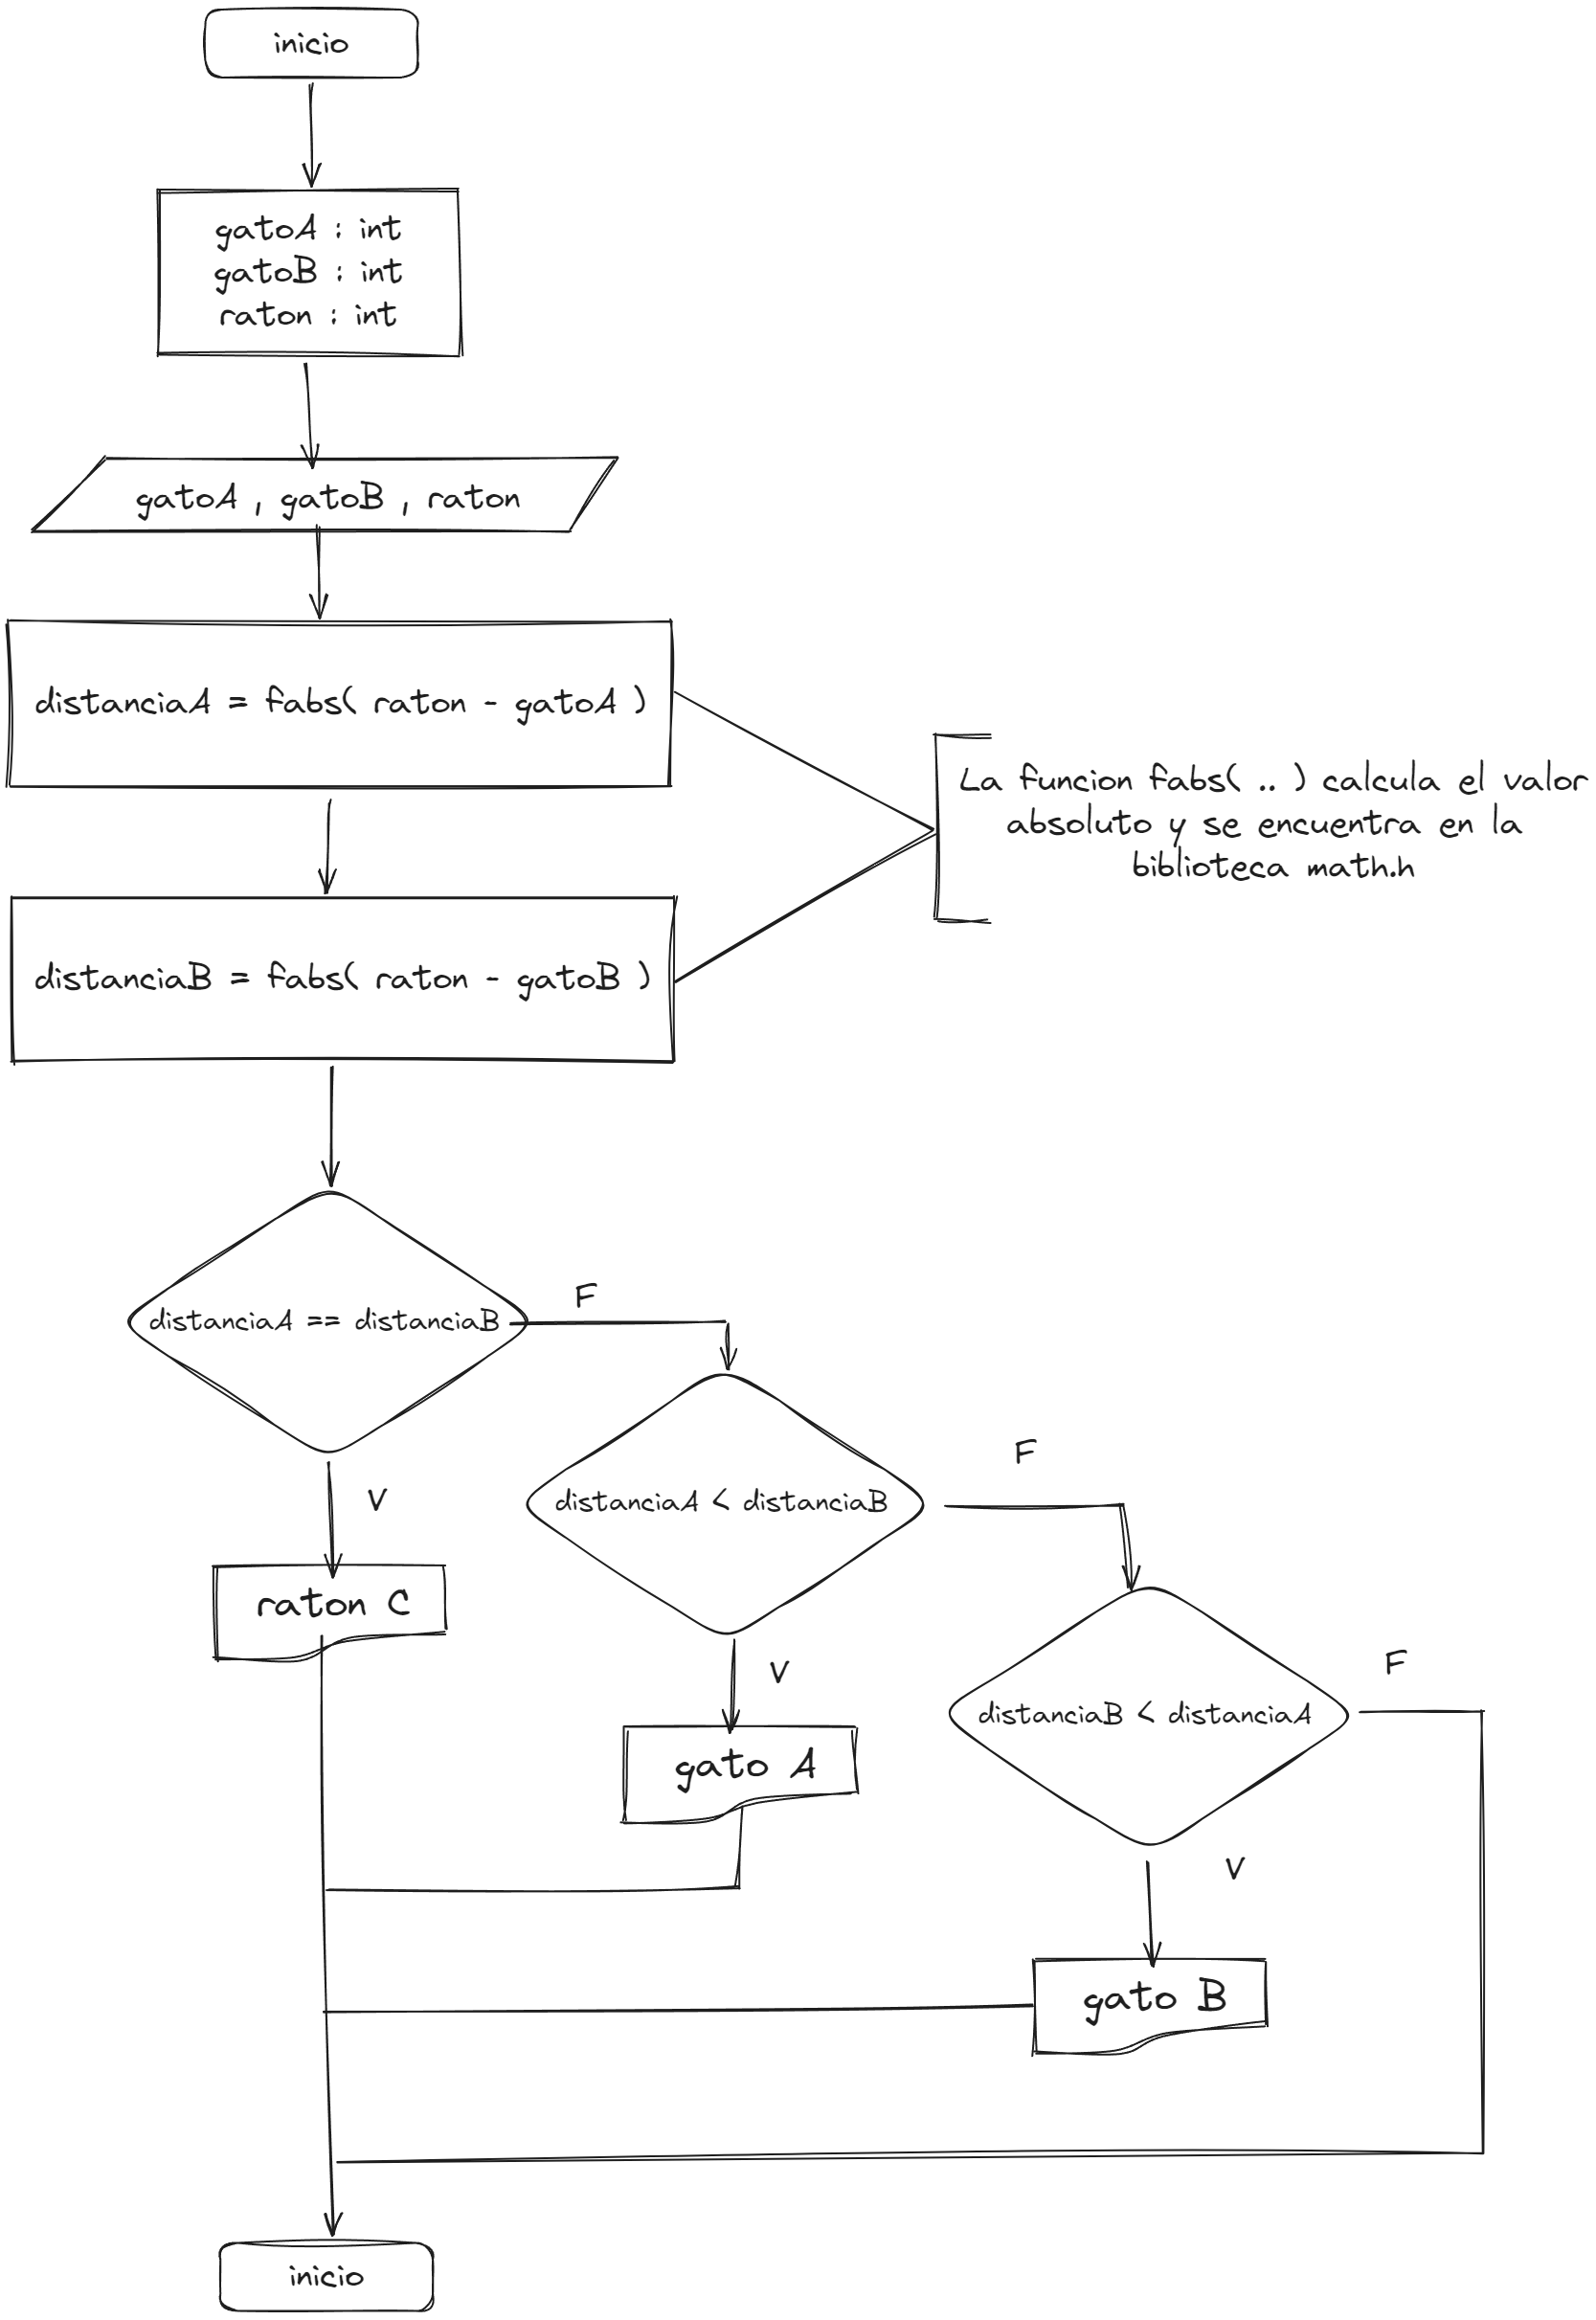 inicio
gatoA : int
gatoB : int
raton : int
gatoA , gatoB , raton
distanciaA = fabs( raton - gatoA )
La funcion fabs( .. ) calcula el valor
absoluto y se encuentra en la
biblioteca math.h
distanciaB = fabs( raton - gatoB )
distanciaA == distanciaB
F
V
raton C
distanciaA < distanciaB
F
V
gato A
distanciaB < distanciaA
F
V
gato B
inicio